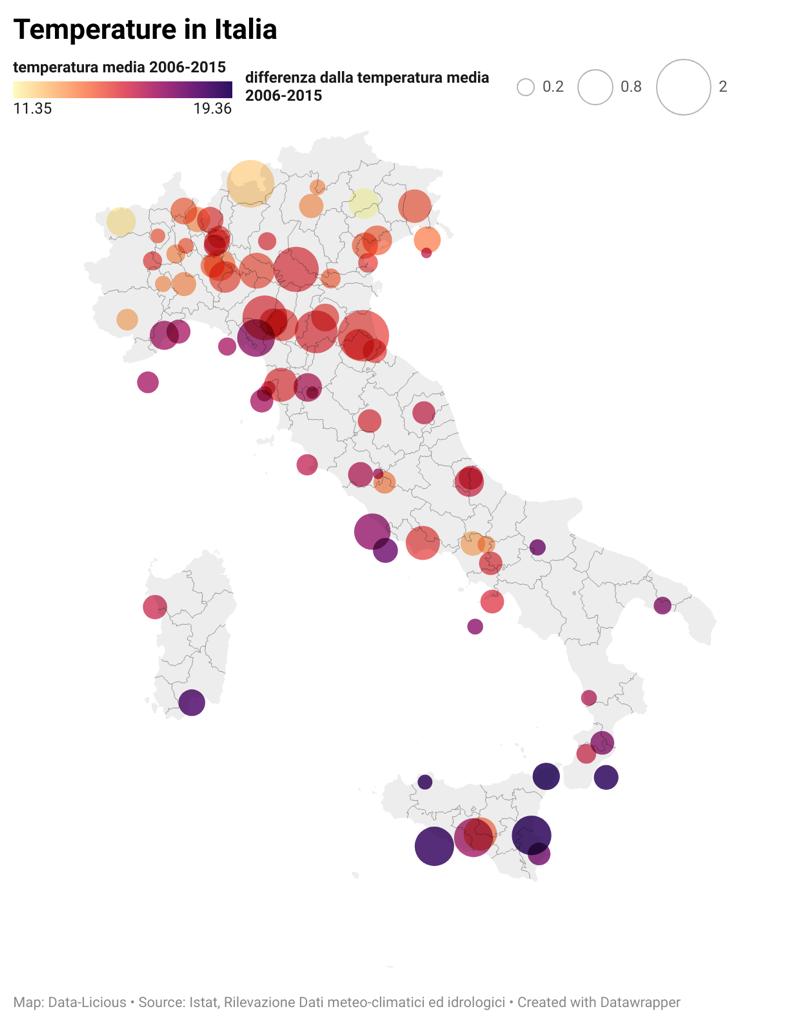 Temperature in Italia
temperatura media 2006-2015
11.35
19.36
differenza dalla temperatura media
2006-2015
0.2
0.8
2
Map: Data-Licious • Source: Istat, Rilevazione Dati meteo-climatici ed idrologici • Created with Datawrapper